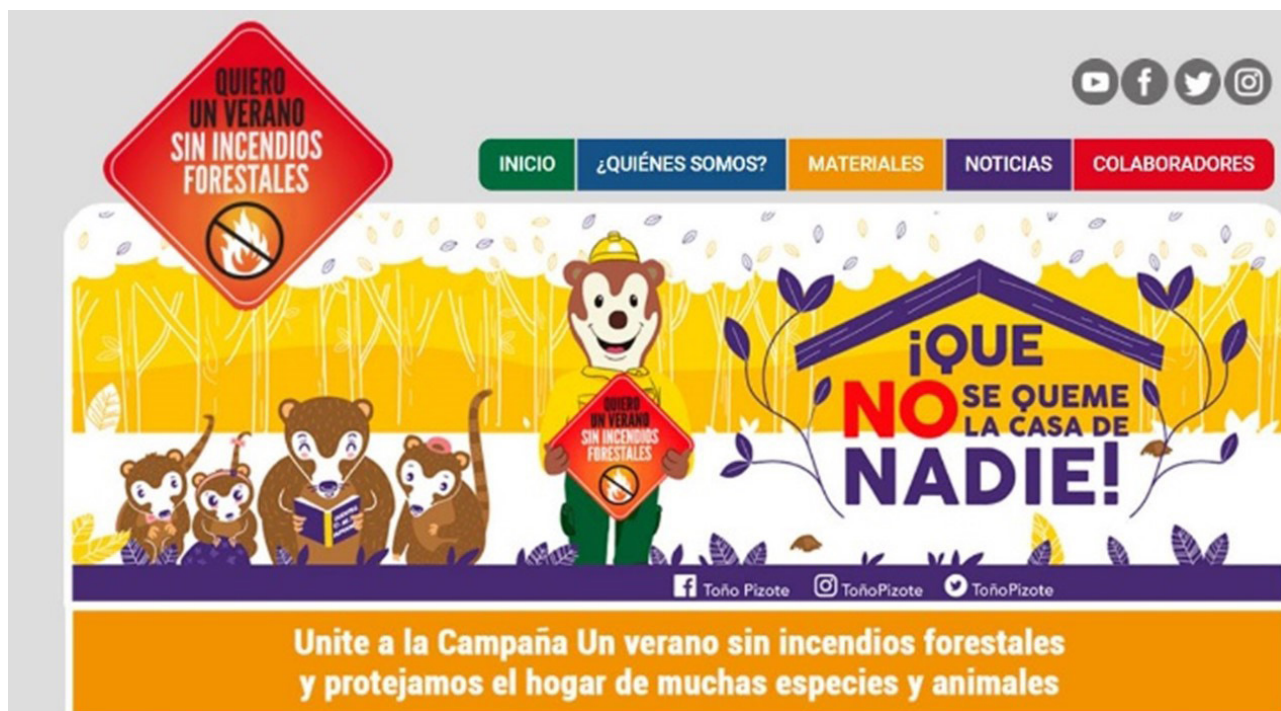 QUIERO
UN VERANO
SIN INCENDIOS
FORESTALES
INICIO
¿QUIÉNES SOMOS?
MATERIALES
NOTICIAS
COLABORADORES
¡QUE
NO SE QUEME
LA CASA DE
NADIE!
QUIERO
UN VERANO
SIN INCENDIOS
FORESTALES
Toño Pizote
ToñoPizote
ToñoPizote
Unite a la Campaña Un verano sin incendios forestales
y protejamos el hogar de muchas especies y animales